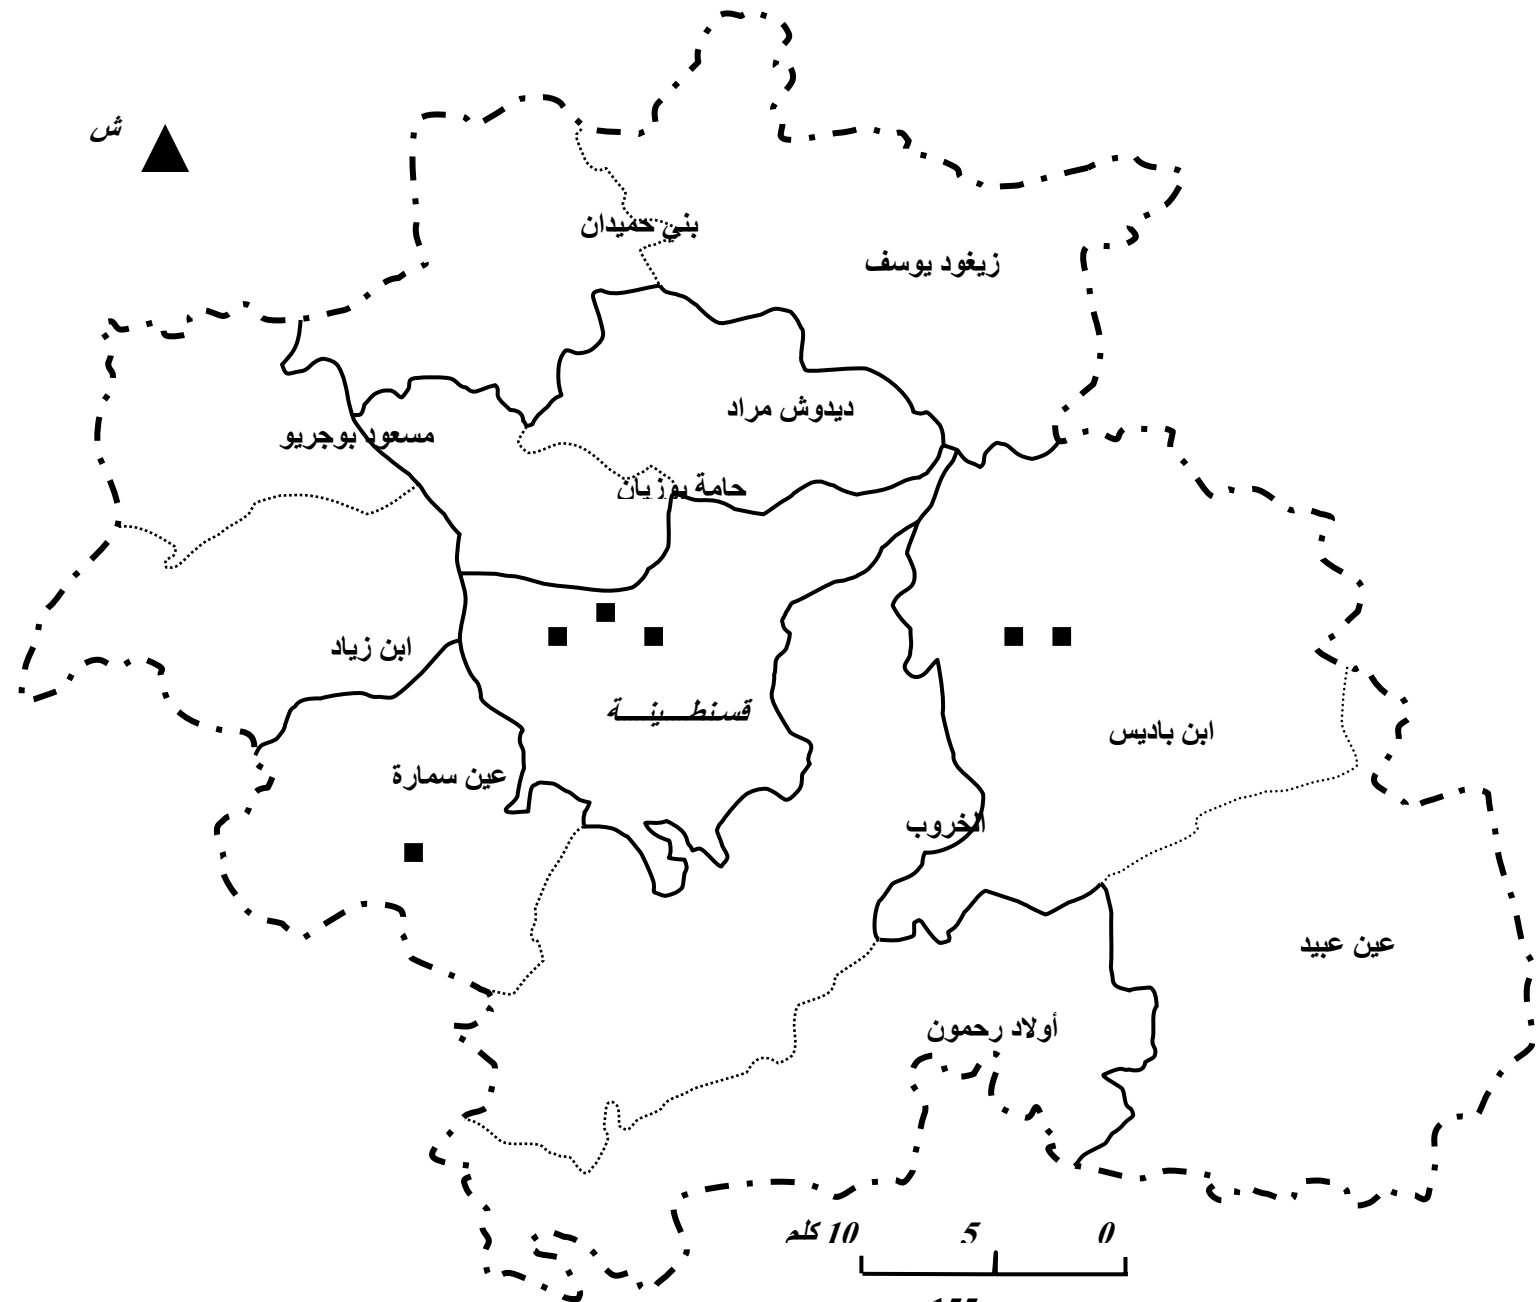 ش
بني حميدان
زيغود يوسف
ديدوش مراد
مسعود بوجريو
حامة بوزيان
ابن زياد
قسنطــينــة
ابن باديس
عين سمارة
الخروب
عين عبيد
أولاد رحمون
10 كلم 5 0